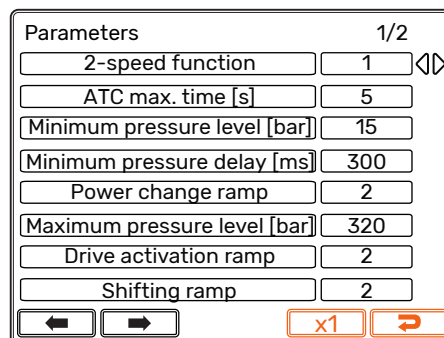 Parameters 1/2
2-speed function 1
ATC max. time [s] 5
Minimum pressure level [bar] 15
Minimum pressure delay [ms] 300
Power change ramp 2
Maximum pressure level [bar] 320
Drive activation ramp 2
Shifting ramp 2
x1